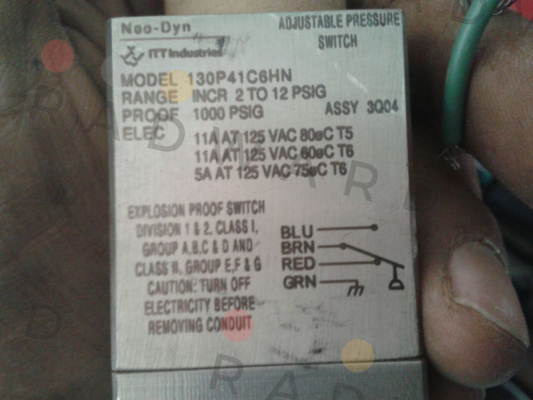 Neo-Dyn
ADJUSTABLE PRESSURE
SWITCH
ITT Industries
MODEL 130P41C6HN
RANGE INCR 2 TO 12 PSIG
PROOF 1000 PSIG ASSY 3Q04
ELEC 11A AT 125 VAC 80øC T5
11A AT 125 VAC 60øC T6
5A AT 125 VAC 75øC T6
EXPLOSION PROOF SWITCH
DIVISION 1 & 2, CLASS I,
GROUP A,B,C & D AND
CLASS II, GROUP E,F & G
CAUTION: TURN OFF
ELECTRICITY BEFORE
REMOVING CONDUIT
BLU
BRN
RED
GRN